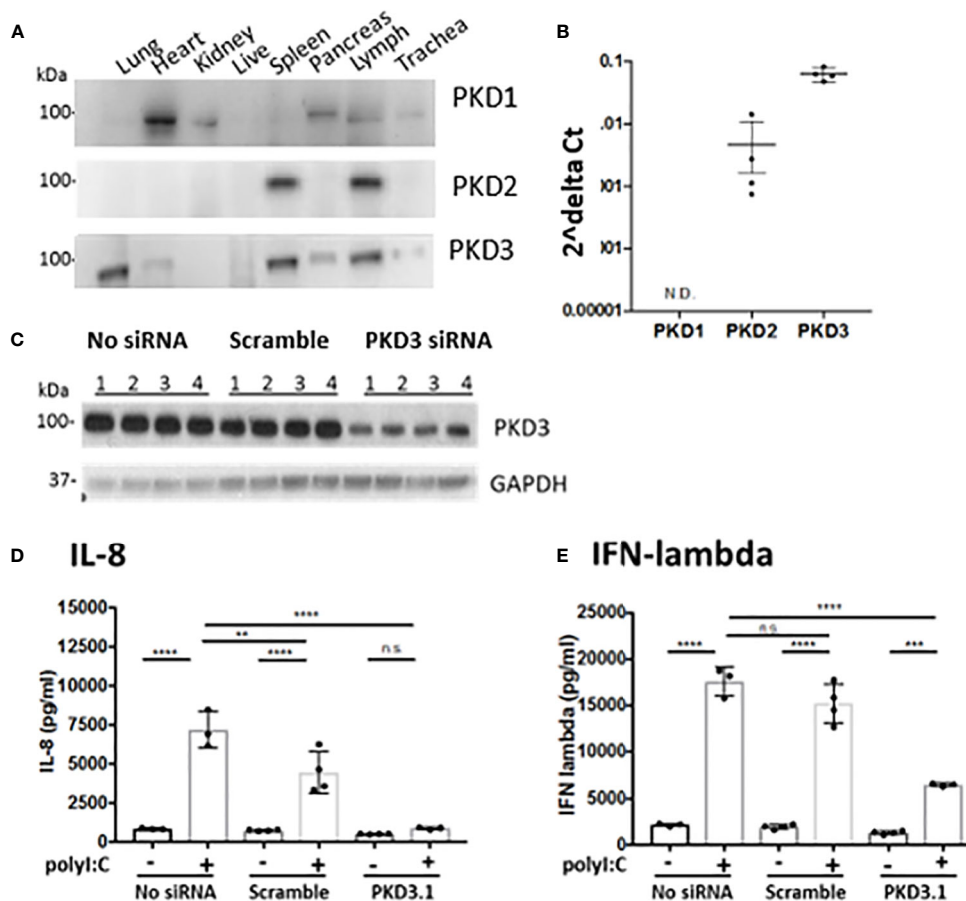 A
Lung Heart Kidney Live Spleen Pancreas Lymph Trachea
kDa
100-
PKD1
100-
PKD2
100-
PKD3
B
2^delta Ct
0.1
.01
001
01
0.00001
N.D.
PKD1 PKD2 PKD3
C
No siRNA Scramble PKD3 siRNA
kDa
1 2 3 4 1 2 3 4 1 2 3 4
100-
PKD3
37-
GAPDH
D IL-8
IL-8 (pg/ml)
15000
12500
10000
7500
5000
2500
0
****
**
**** **** ns
polyI:C - + - + - +
No siRNA Scramble PKD3.1
E IFN-lambda
IFN lambda (pg/ml)
25000
20000
15000
10000
5000
0
****
ns
**** **** ***
polyI:C - + - + - +
No siRNA Scramble PKD3.1